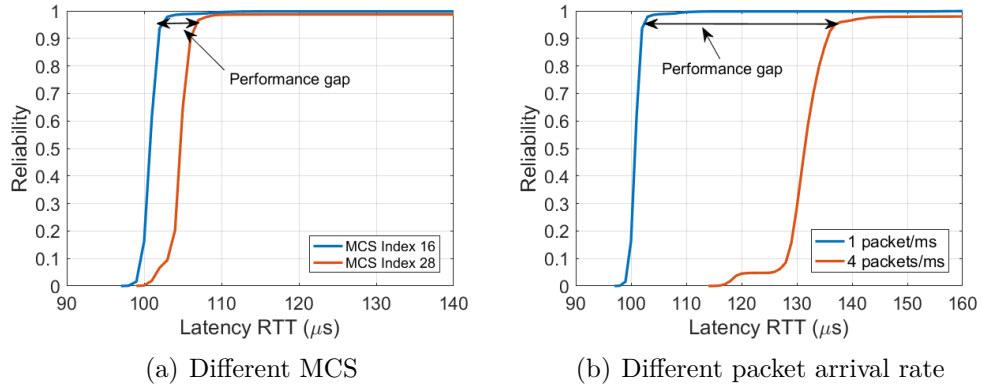 1
0.9
0.8
0.7
0.6
0.5
0.4
0.3
0.2
0.1
0
Reliability
Performance gap
MCS Index 16
MCS Index 28
90 100 110 120 130 140
Latency RTT (μs)
(a) Different MCS
1
0.9
0.8
0.7
0.6
0.5
0.4
0.3
0.2
0.1
0
Reliability
Performance gap
1 packet/ms
4 packets/ms
90 100 110 120 130 140 150 160
Latency RTT (μs)
(b) Different packet arrival rate